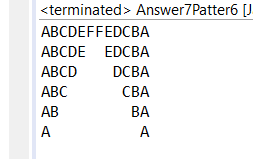 <terminated> Answer7Patter6 [J
ABCDEFFEDCBA
ABCDE  EDCBA
ABCD    DCBA
ABC      CBA
AB        BA
A          A